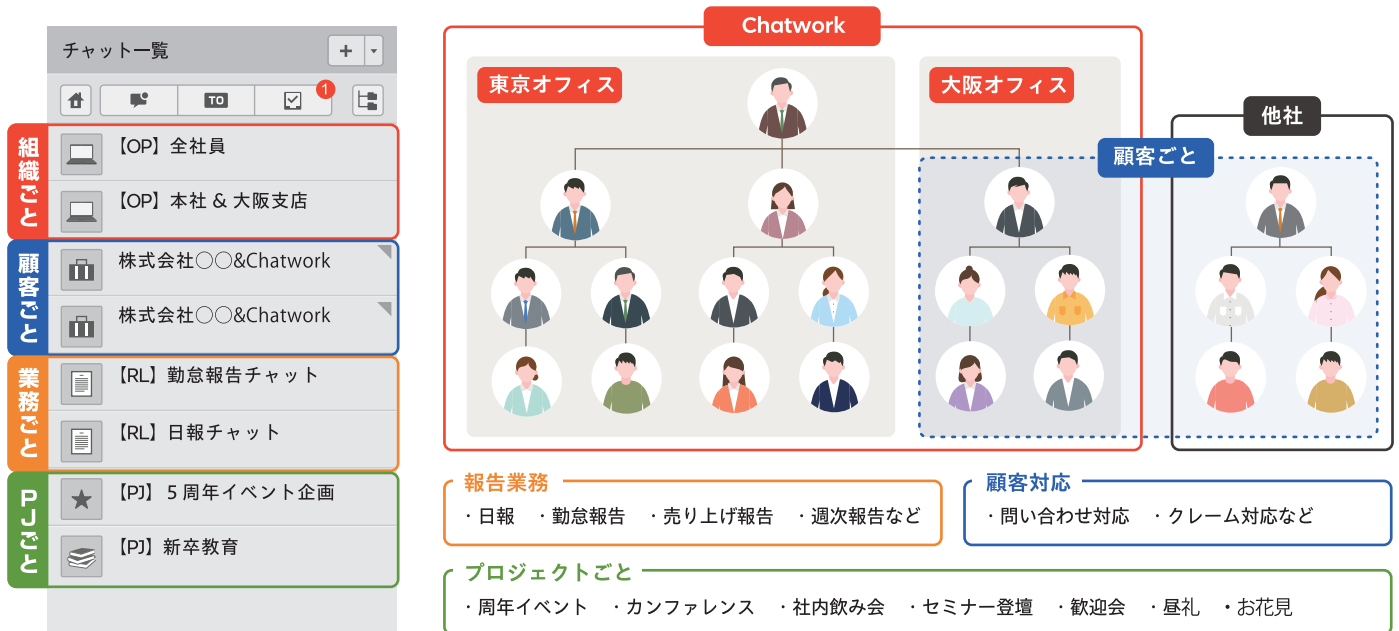 チャット一覧
+
TO
1
組織ごと
【OP】全社員
【OP】本社 & 大阪支店
顧客ごと
株式会社〇〇&Chatwork
株式会社〇〇&Chatwork
業務ごと
【RL】勤怠報告チャット
【RL】日報チャット
PJごと
【PJ】5周年イベント企画
【PJ】新卒教育
Chatwork
東京オフィス
大阪オフィス
他社
顧客ごと
報告業務
・日報 ・勤怠報告 ・売り上げ報告 ・週次報告など
顧客対応
・問い合わせ対応 ・クレーム対応など
プロジェクトごと
・周年イベント ・カンファレンス ・社内飲み会 ・セミナー登壇 ・歓迎会 ・昼礼 ・お花見